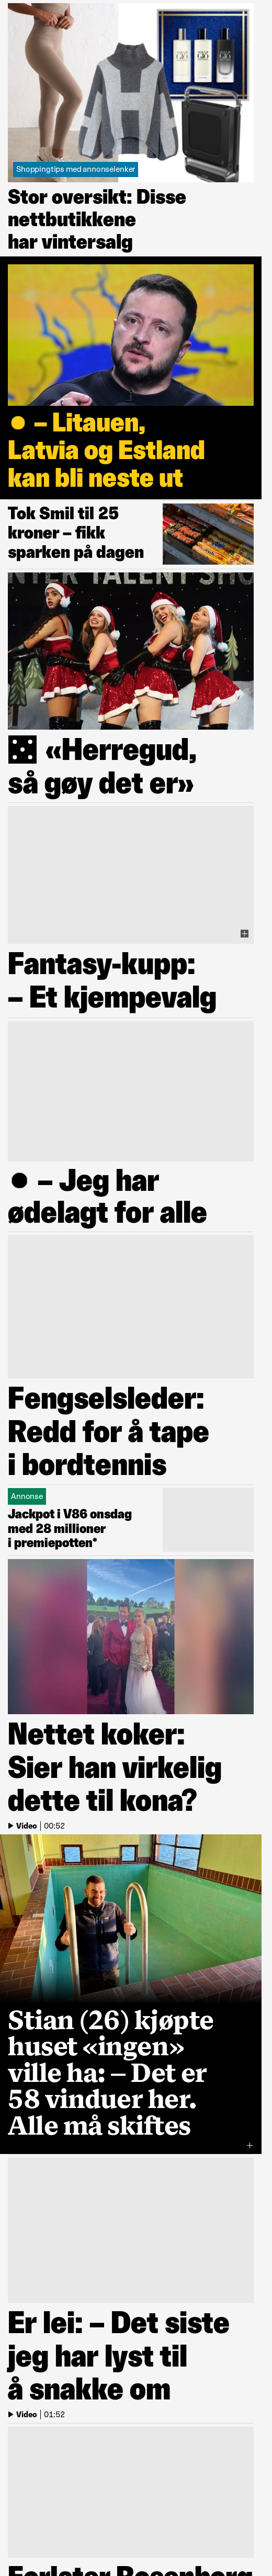 Shoppingtips med annonselenker
Stor oversikt: Disse
nettbutikkene
har vintersalg
– Litauen,
Latvia og Estland
kan bli neste ut
Tok Smil til 25
kroner – fikk
sparken på dagen
TALENT SHO
«Herregud,
så gøy det er»
Fantasy-kupp:
– Et kjempevalg
– Jeg har
ødelagt for alle
Fengselsleder:
Redd for å tape
i bordtennis
Annonse
Jackpot i V86 onsdag
med 28 millioner
i premiepotten*
Nettet koker:
Sier han virkelig
dette til kona?
Video | 00:52
Stian (26) kjøpte
huset «ingen»
ville ha: – Det er
58 vinduer her.
Alle må skiftes
Er lei: – Det siste
jeg har lyst til
å snakke om
Video | 01:52
Forlater Rosenborg